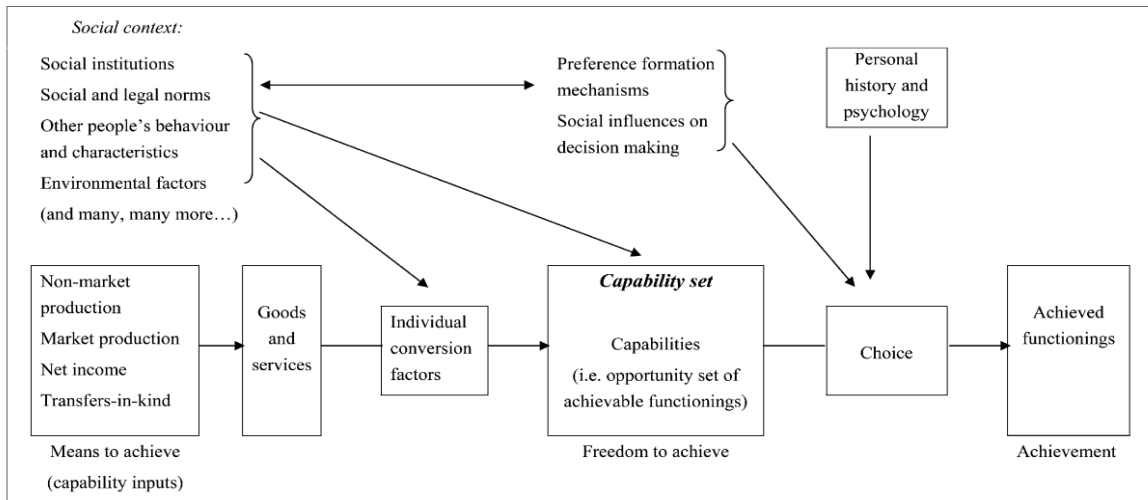 Social context:
Social institutions
Social and legal norms
Other people's behaviour
and characteristics
Environmental factors
(and many, many more…)
Preference formation
mechanisms
Social influences on
decision making
Personal
history and
psychology
Non-market
production
Market production
Net income
Transfers-in-kind
Means to achieve
(capability inputs)
Goods
and
services
Individual
conversion
factors
Capability set
Capabilities
(i.e. opportunity set of
achievable functionings)
Freedom to achieve
Choice
Achieved
functionings
Achievement